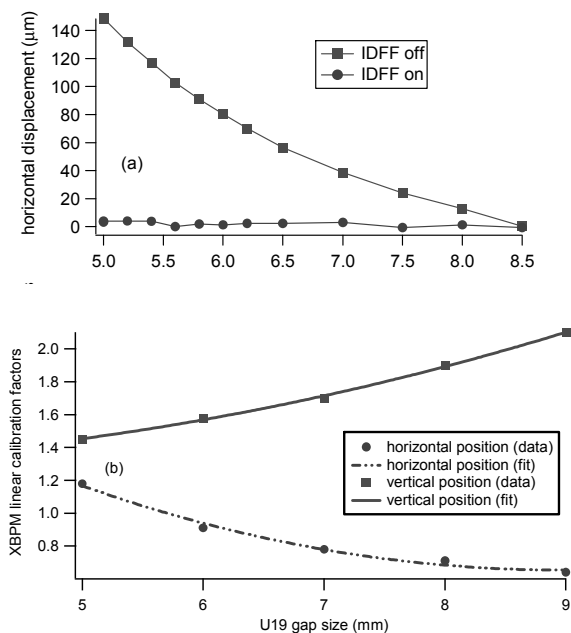 140
120
100
80
60
40
20
0
horizontal displacement (μm)
IDFF off
IDFF on
(a)
5.0 5.5 6.0 6.5 7.0 7.5 8.0 8.5
2.0
1.8
1.6
1.4
1.2
1.0
0.8
XBPM linear calibration factors
(b)
horizontal position (data)
horizontal position (fit)
vertical position (data)
vertical position (fit)
5 6 7 8 9
U19 gap size (mm)